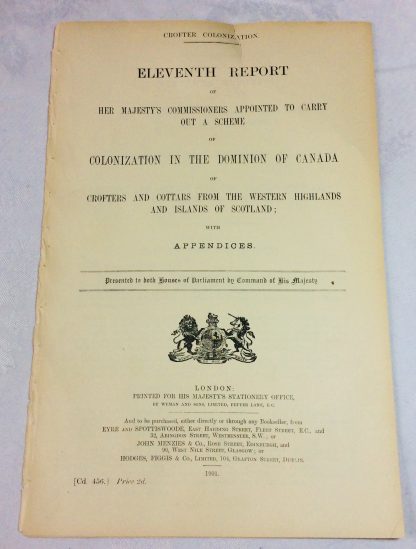 CROFTER COLONIZATION.
ELEVENTH REPORT
OF
HER MAJESTY'S COMMISSIONERS APPOINTED TO CARRY
OUT A SCHEME
OF
COLONIZATION IN THE DOMINION OF CANADA
OF
CROFTERS AND COTTARS FROM THE WESTERN HIGHLANDS
AND ISLANDS OF SCOTLAND;
WITH
APPENDICES.
Presented to both Houses of Parliament by Command of His Majesty
LONDON:
PRINTED FOR HIS MAJESTY'S STATIONERY OFFICE,
BY WYMAN AND SONS, LIMITED, FETTER LANE, E.C.
And to be purchased, either directly or through any Bookseller, from
EYRE AND SPOTTISWOODE, EAST HARDING STREET, FLEET STREET, E.C., and
32, ABINGDON STREET, WESTMINSTER, S.W.; or
JOHN MENZIES & Co., ROSE STREET, EDINBURGH, and
90, WEST NILE STREET, GLASGOW; or
HODGES, FIGGIS & Co., LIMITED, 104, GRAFTON STREET, DUBLIN.
1901.
[Cd. 456.] Price 2d.